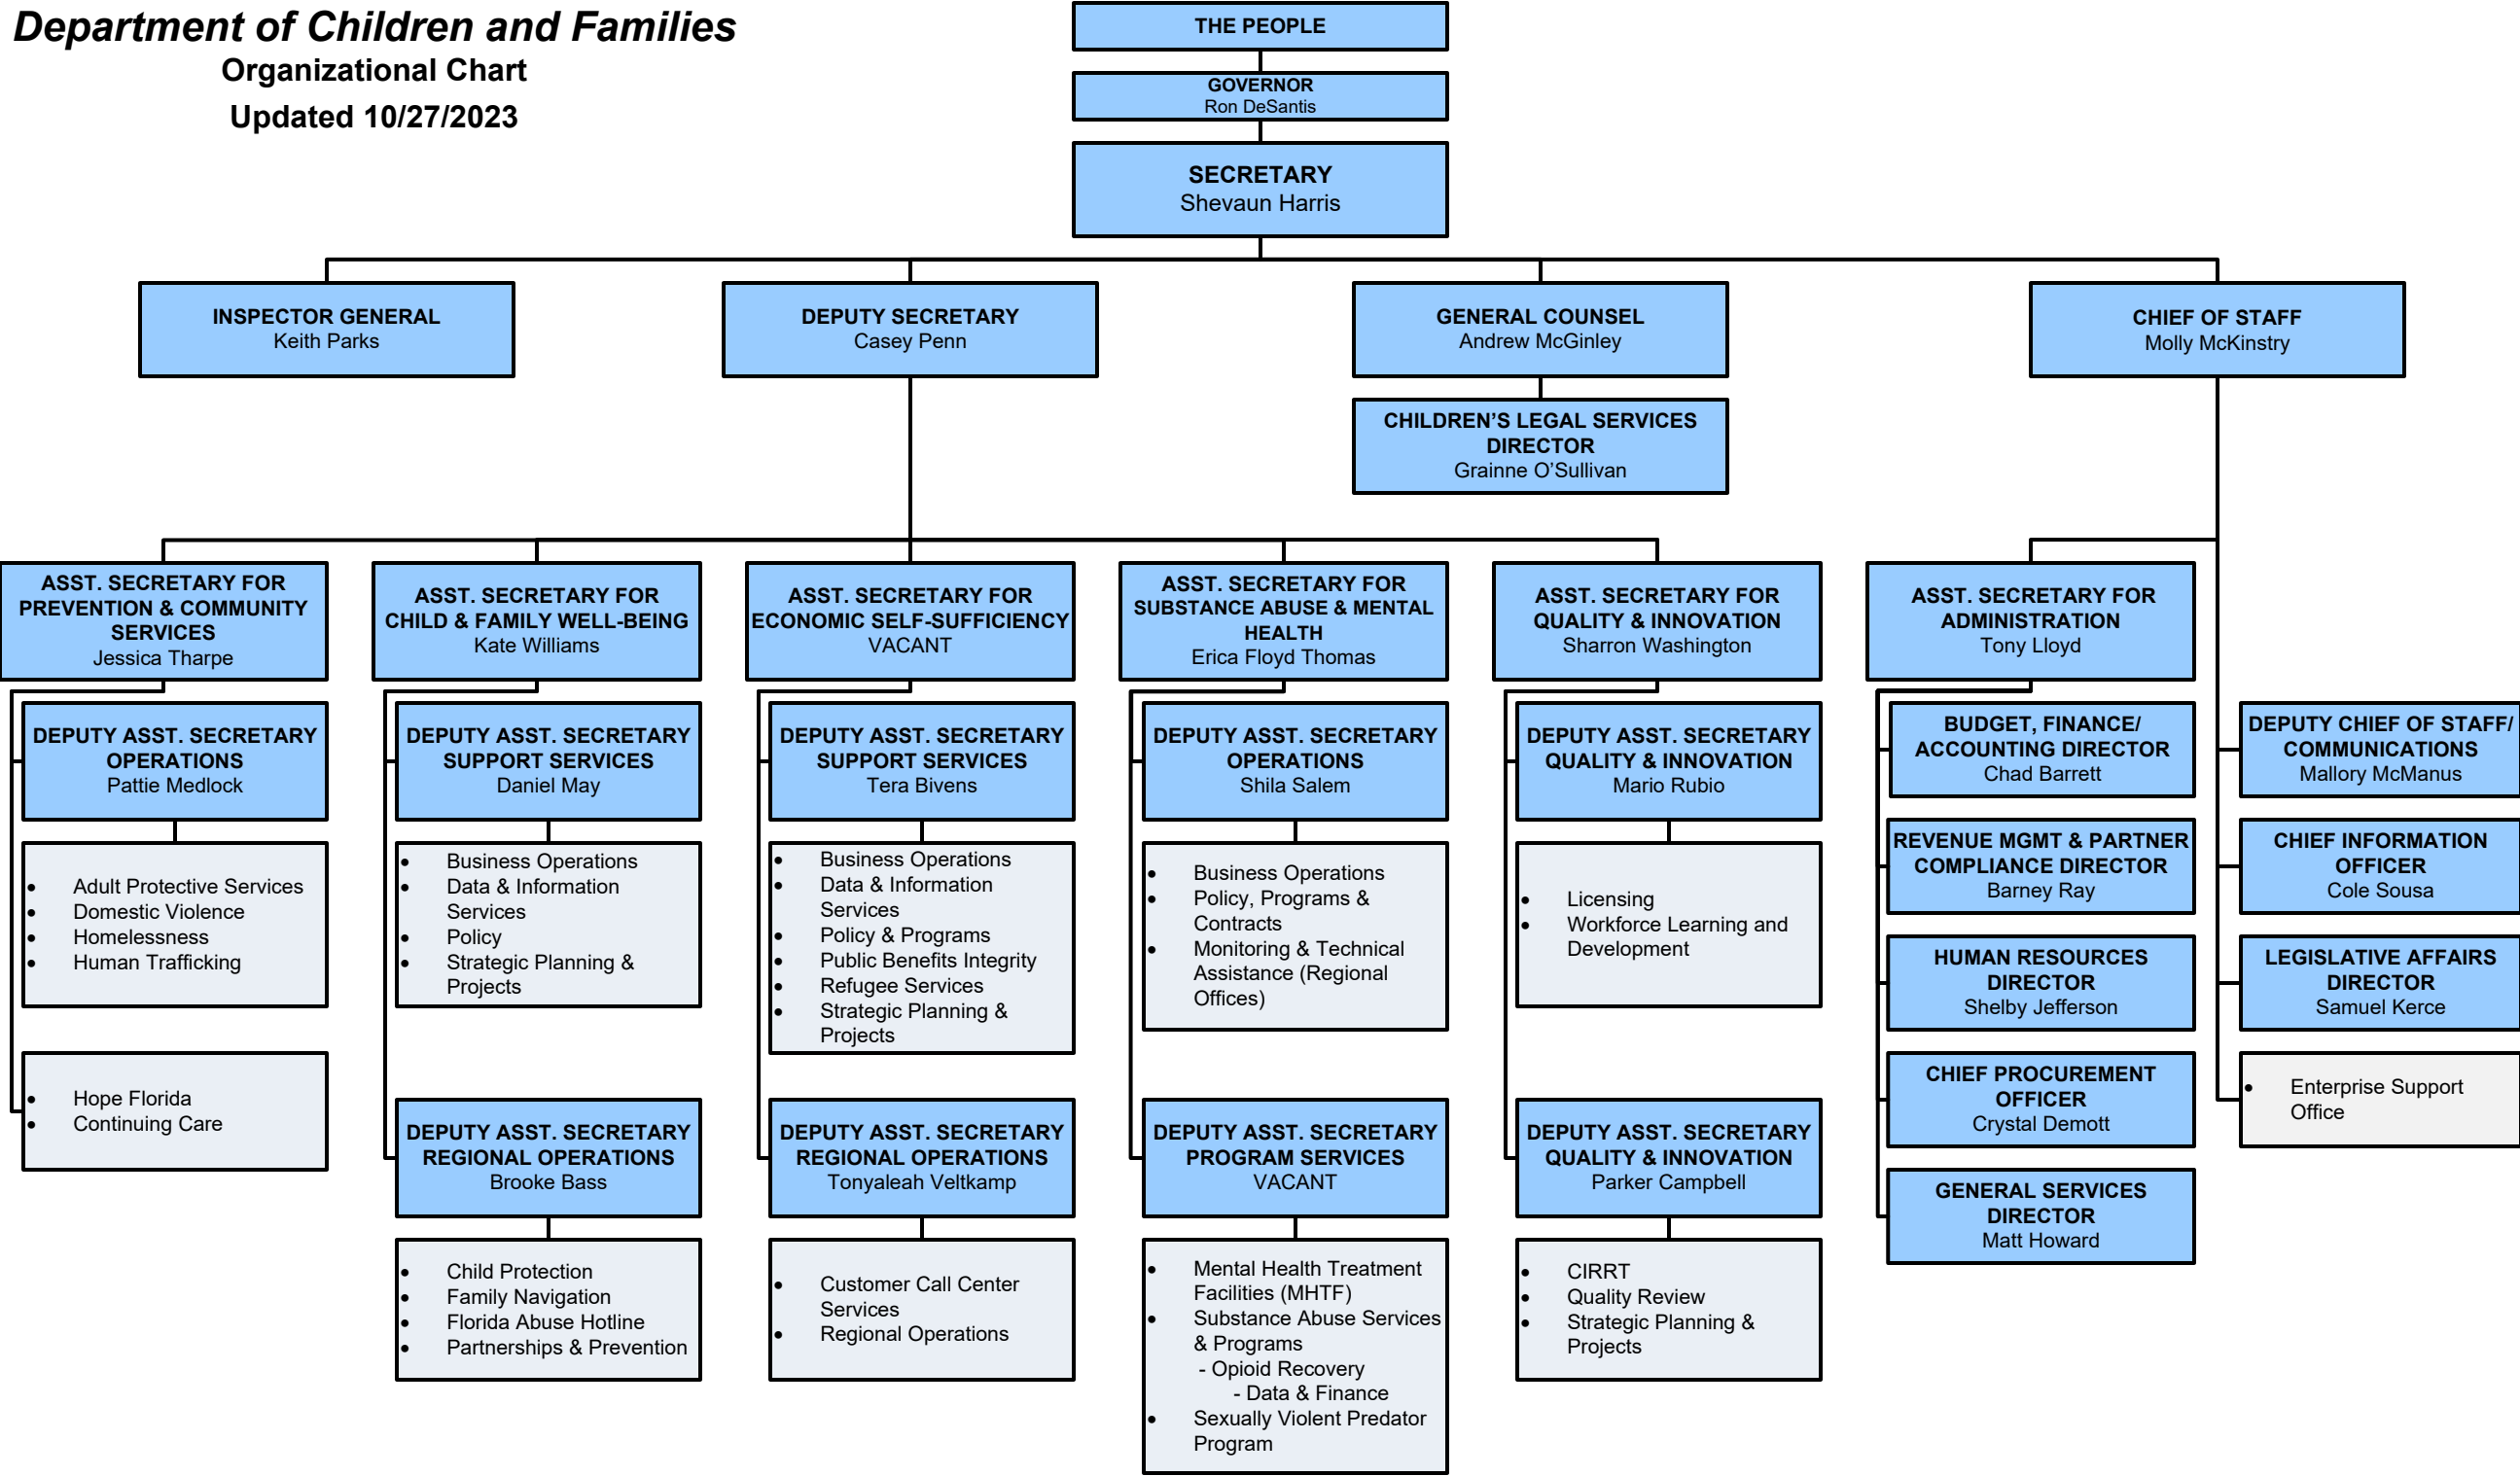 Department of Children and Families
Organizational Chart
Updated 10/27/2023
THE PEOPLE
GOVERNOR
Ron DeSantis
SECRETARY
Shevaun Harris
INSPECTOR GENERAL
Keith Parks
DEPUTY SECRETARY
Casey Penn
GENERAL COUNSEL
Andrew McGinley
CHIEF OF STAFF
Molly McKinstry
CHILDREN’S LEGAL SERVICES
DIRECTOR
Grainne O’Sullivan
ASST. SECRETARY FOR
PREVENTION & COMMUNITY
SERVICES
Jessica Tharpe
DEPUTY ASST. SECRETARY
OPERATIONS
Pattie Medlock
• Adult Protective Services
• Domestic Violence
• Homelessness
• Human Trafficking
• Hope Florida
• Continuing Care
ASST. SECRETARY FOR
CHILD & FAMILY WELL-BEING
Kate Williams
DEPUTY ASST. SECRETARY
SUPPORT SERVICES
Daniel May
• Business Operations
• Data & Information
Services
• Policy
• Strategic Planning &
Projects
DEPUTY ASST. SECRETARY
REGIONAL OPERATIONS
Brooke Bass
• Child Protection
• Family Navigation
• Florida Abuse Hotline
• Partnerships & Prevention
ASST. SECRETARY FOR
ECONOMIC SELF-SUFFICIENCY
VACANT
DEPUTY ASST. SECRETARY
SUPPORT SERVICES
Tera Bivens
• Business Operations
• Data & Information
Services
• Policy & Programs
• Public Benefits Integrity
• Refugee Services
• Strategic Planning &
Projects
DEPUTY ASST. SECRETARY
REGIONAL OPERATIONS
Tonyaleah Veltkamp
• Customer Call Center
Services
• Regional Operations
ASST. SECRETARY FOR
SUBSTANCE ABUSE & MENTAL
HEALTH
Erica Floyd Thomas
DEPUTY ASST. SECRETARY
OPERATIONS
Shila Salem
• Business Operations
• Policy, Programs &
Contracts
• Monitoring & Technical
Assistance (Regional
Offices)
DEPUTY ASST. SECRETARY
PROGRAM SERVICES
VACANT
• Mental Health Treatment
Facilities (MHTF)
• Substance Abuse Services
& Programs
- Opioid Recovery
- Data & Finance
• Sexually Violent Predator
Program
ASST. SECRETARY FOR
QUALITY & INNOVATION
Sharron Washington
DEPUTY ASST. SECRETARY
QUALITY & INNOVATION
Mario Rubio
• Licensing
• Workforce Learning and
Development
DEPUTY ASST. SECRETARY
QUALITY & INNOVATION
Parker Campbell
• CIRRT
• Quality Review
• Strategic Planning &
Projects
ASST. SECRETARY FOR
ADMINISTRATION
Tony Lloyd
BUDGET, FINANCE/
ACCOUNTING DIRECTOR
Chad Barrett
REVENUE MGMT & PARTNER
COMPLIANCE DIRECTOR
Barney Ray
HUMAN RESOURCES
DIRECTOR
Shelby Jefferson
CHIEF PROCUREMENT
OFFICER
Crystal Demott
GENERAL SERVICES
DIRECTOR
Matt Howard
DEPUTY CHIEF OF STAFF/
COMMUNICATIONS
Mallory McManus
CHIEF INFORMATION
OFFICER
Cole Sousa
LEGISLATIVE AFFAIRS
DIRECTOR
Samuel Kerce
• Enterprise Support
Office